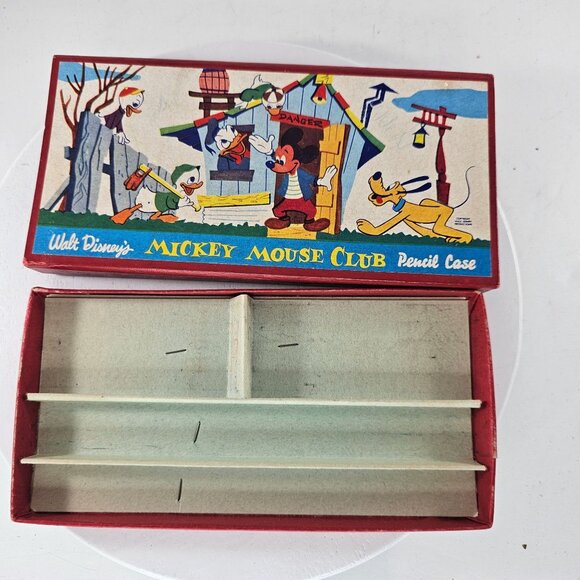 DANGER
Walt Disney's MICKEY MOUSE CLUB Pencil Case